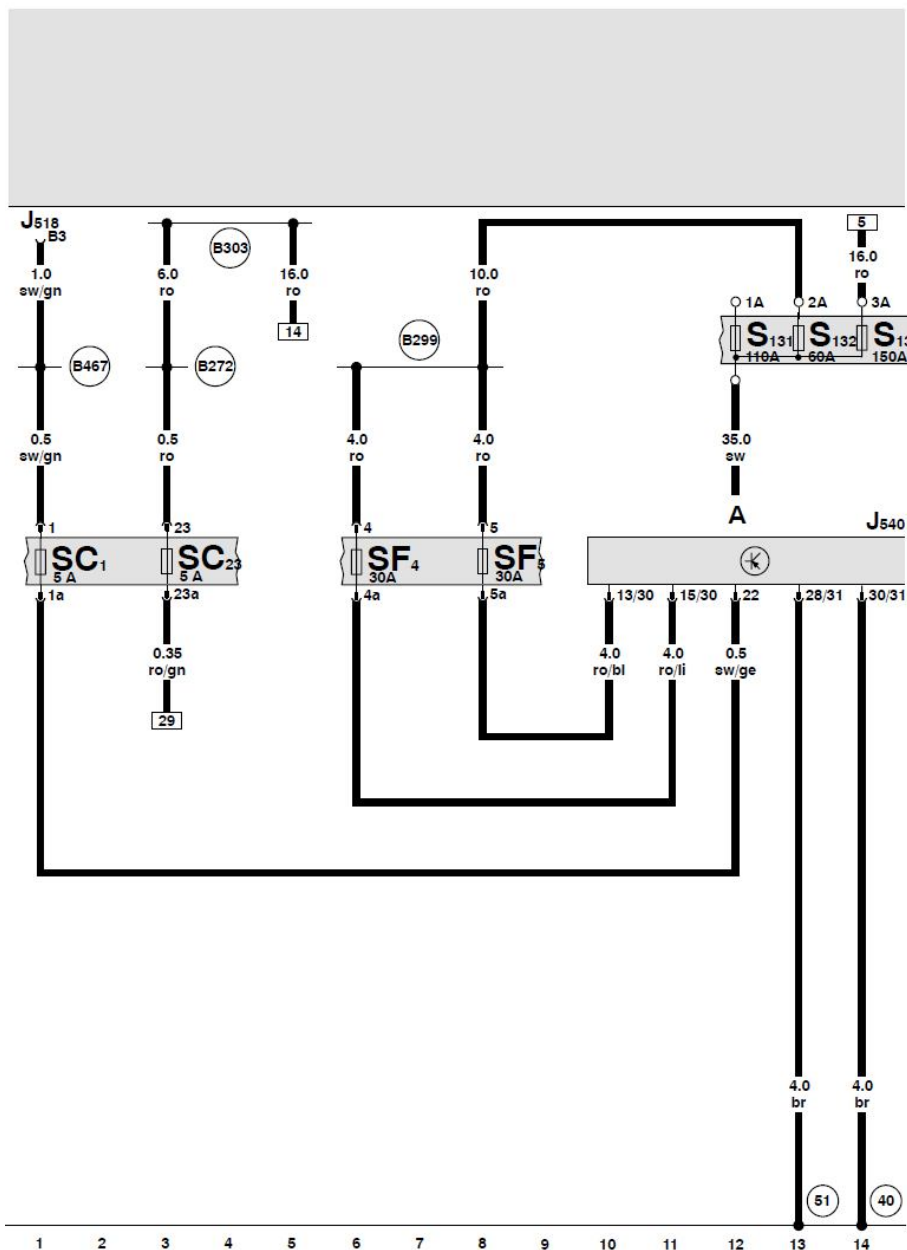 J518
B3
1.0
sw/gn
6.0
ro
B303
16.0
ro
14
10.0
ro
5
16.0
ro
1A
2A
3A
S131
110A
S132
60A
S13
150A
B467
B272
B299
0.5
sw/gn
0.5
ro
4.0
ro
4.0
ro
35.0
sw
A
J540
1
SC1
5 A
1a
23
SC23
5 A
23a
4
SF4
30A
4a
5
SF5
30A
5a
13/30
15/30
22
28/31
30/31
0.35
ro/gn
29
4.0
ro/bl
4.0
ro/li
0.5
sw/ge
4.0
br
4.0
br
51
40
1 2 3 4 5 6 7 8 9 10 11 12 13 14